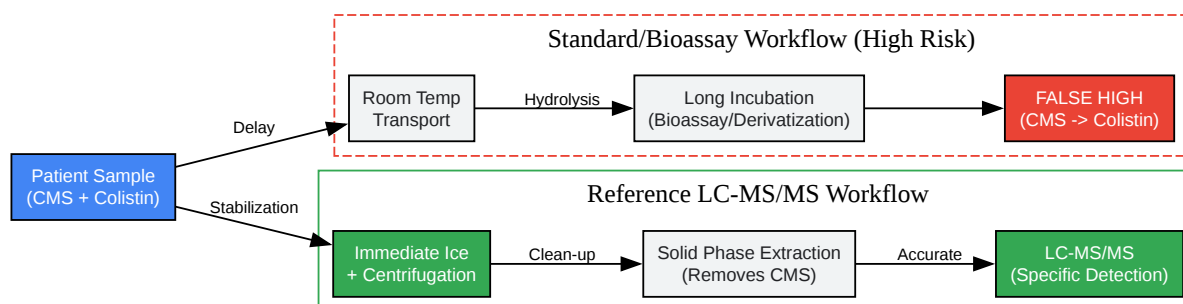 Standard/Bioassay Workflow (High Risk)
Room Temp
Transport
Hydrolysis
Long Incubation
(Bioassay/Derivatization)
FALSE HIGH
(CMS -> Colistin)
Delay
Patient Sample
(CMS + Colistin)
Stabilization
Reference LC-MS/MS Workflow
Immediate Ice
+ Centrifugation
Clean-up
Solid Phase Extraction
(Removes CMS)
Accurate
LC-MS/MS
(Specific Detection)